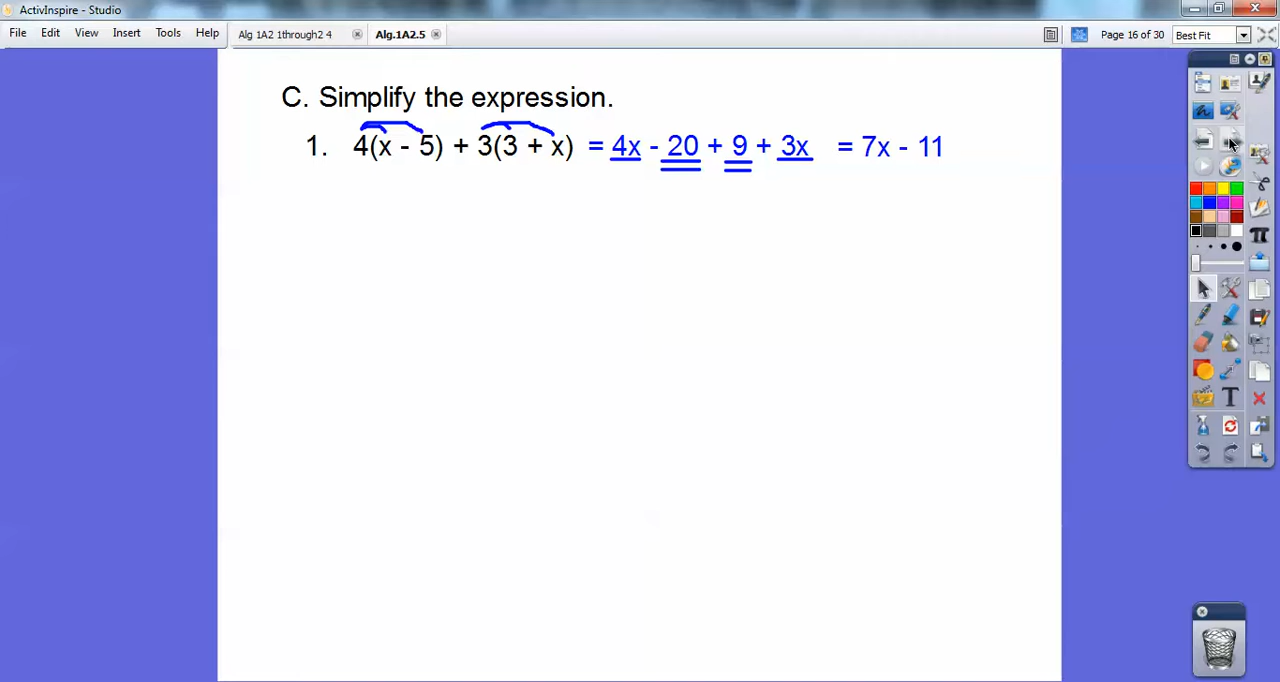 ActivInspire - Studio
File Edit View Insert Tools Help Alg 1A2 1through2 4 Alg.1A2.5 Page 16 of 30 Best Fit
C. Simplify the expression.
1. 4(x - 5) + 3(3 + x) = 4x - 20 + 9 + 3x = 7x - 11